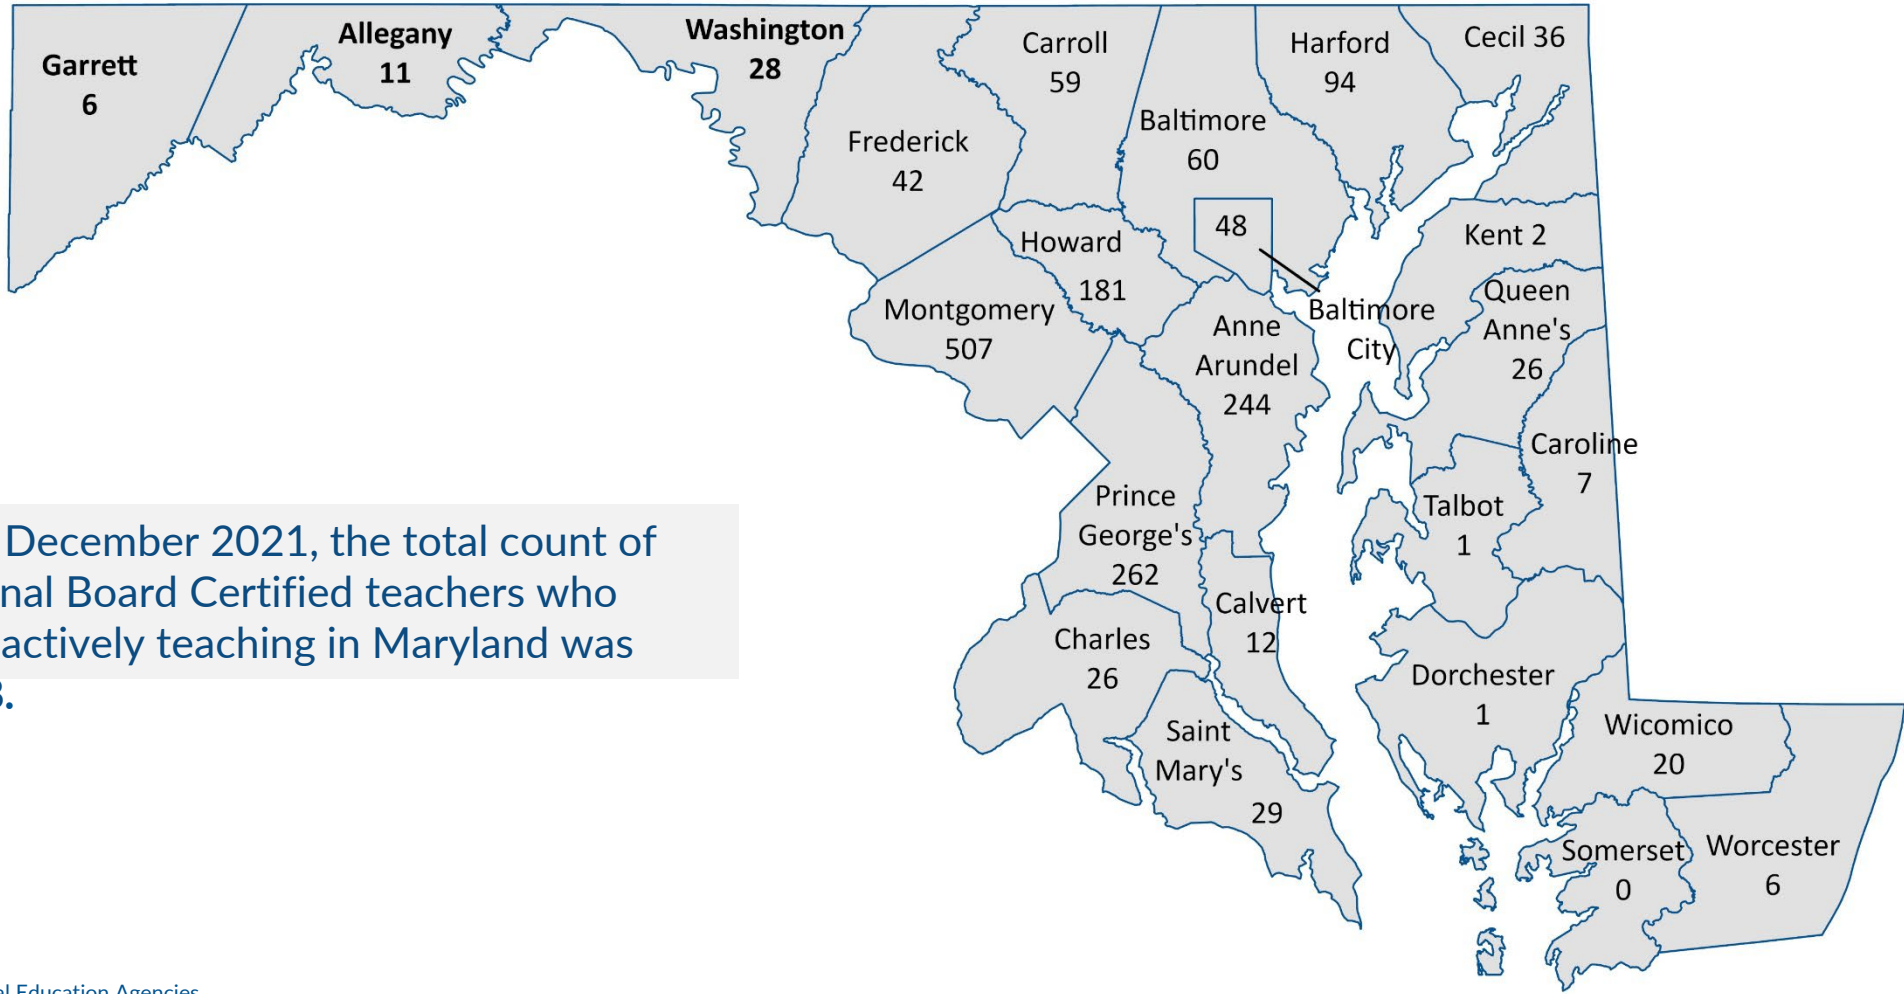 Garrett
6
Allegany
11
Washington
28
Frederick
42
Carroll
59
Baltimore
60
Harford
94
Cecil 36
48
Baltimore
City
Howard
181
Montgomery
507
Anne
Arundel
244
Kent 2
Queen
Anne's
26
Caroline
7
Talbot
1
Prince
George's
262
Calvert
12
Charles
26
Saint
Mary's
29
Dorchester
1
Wicomico
20
Somerset
0
Worcester
6
December 2021, the total count of
nal Board Certified teachers who
actively teaching in Maryland was
Education Agencies